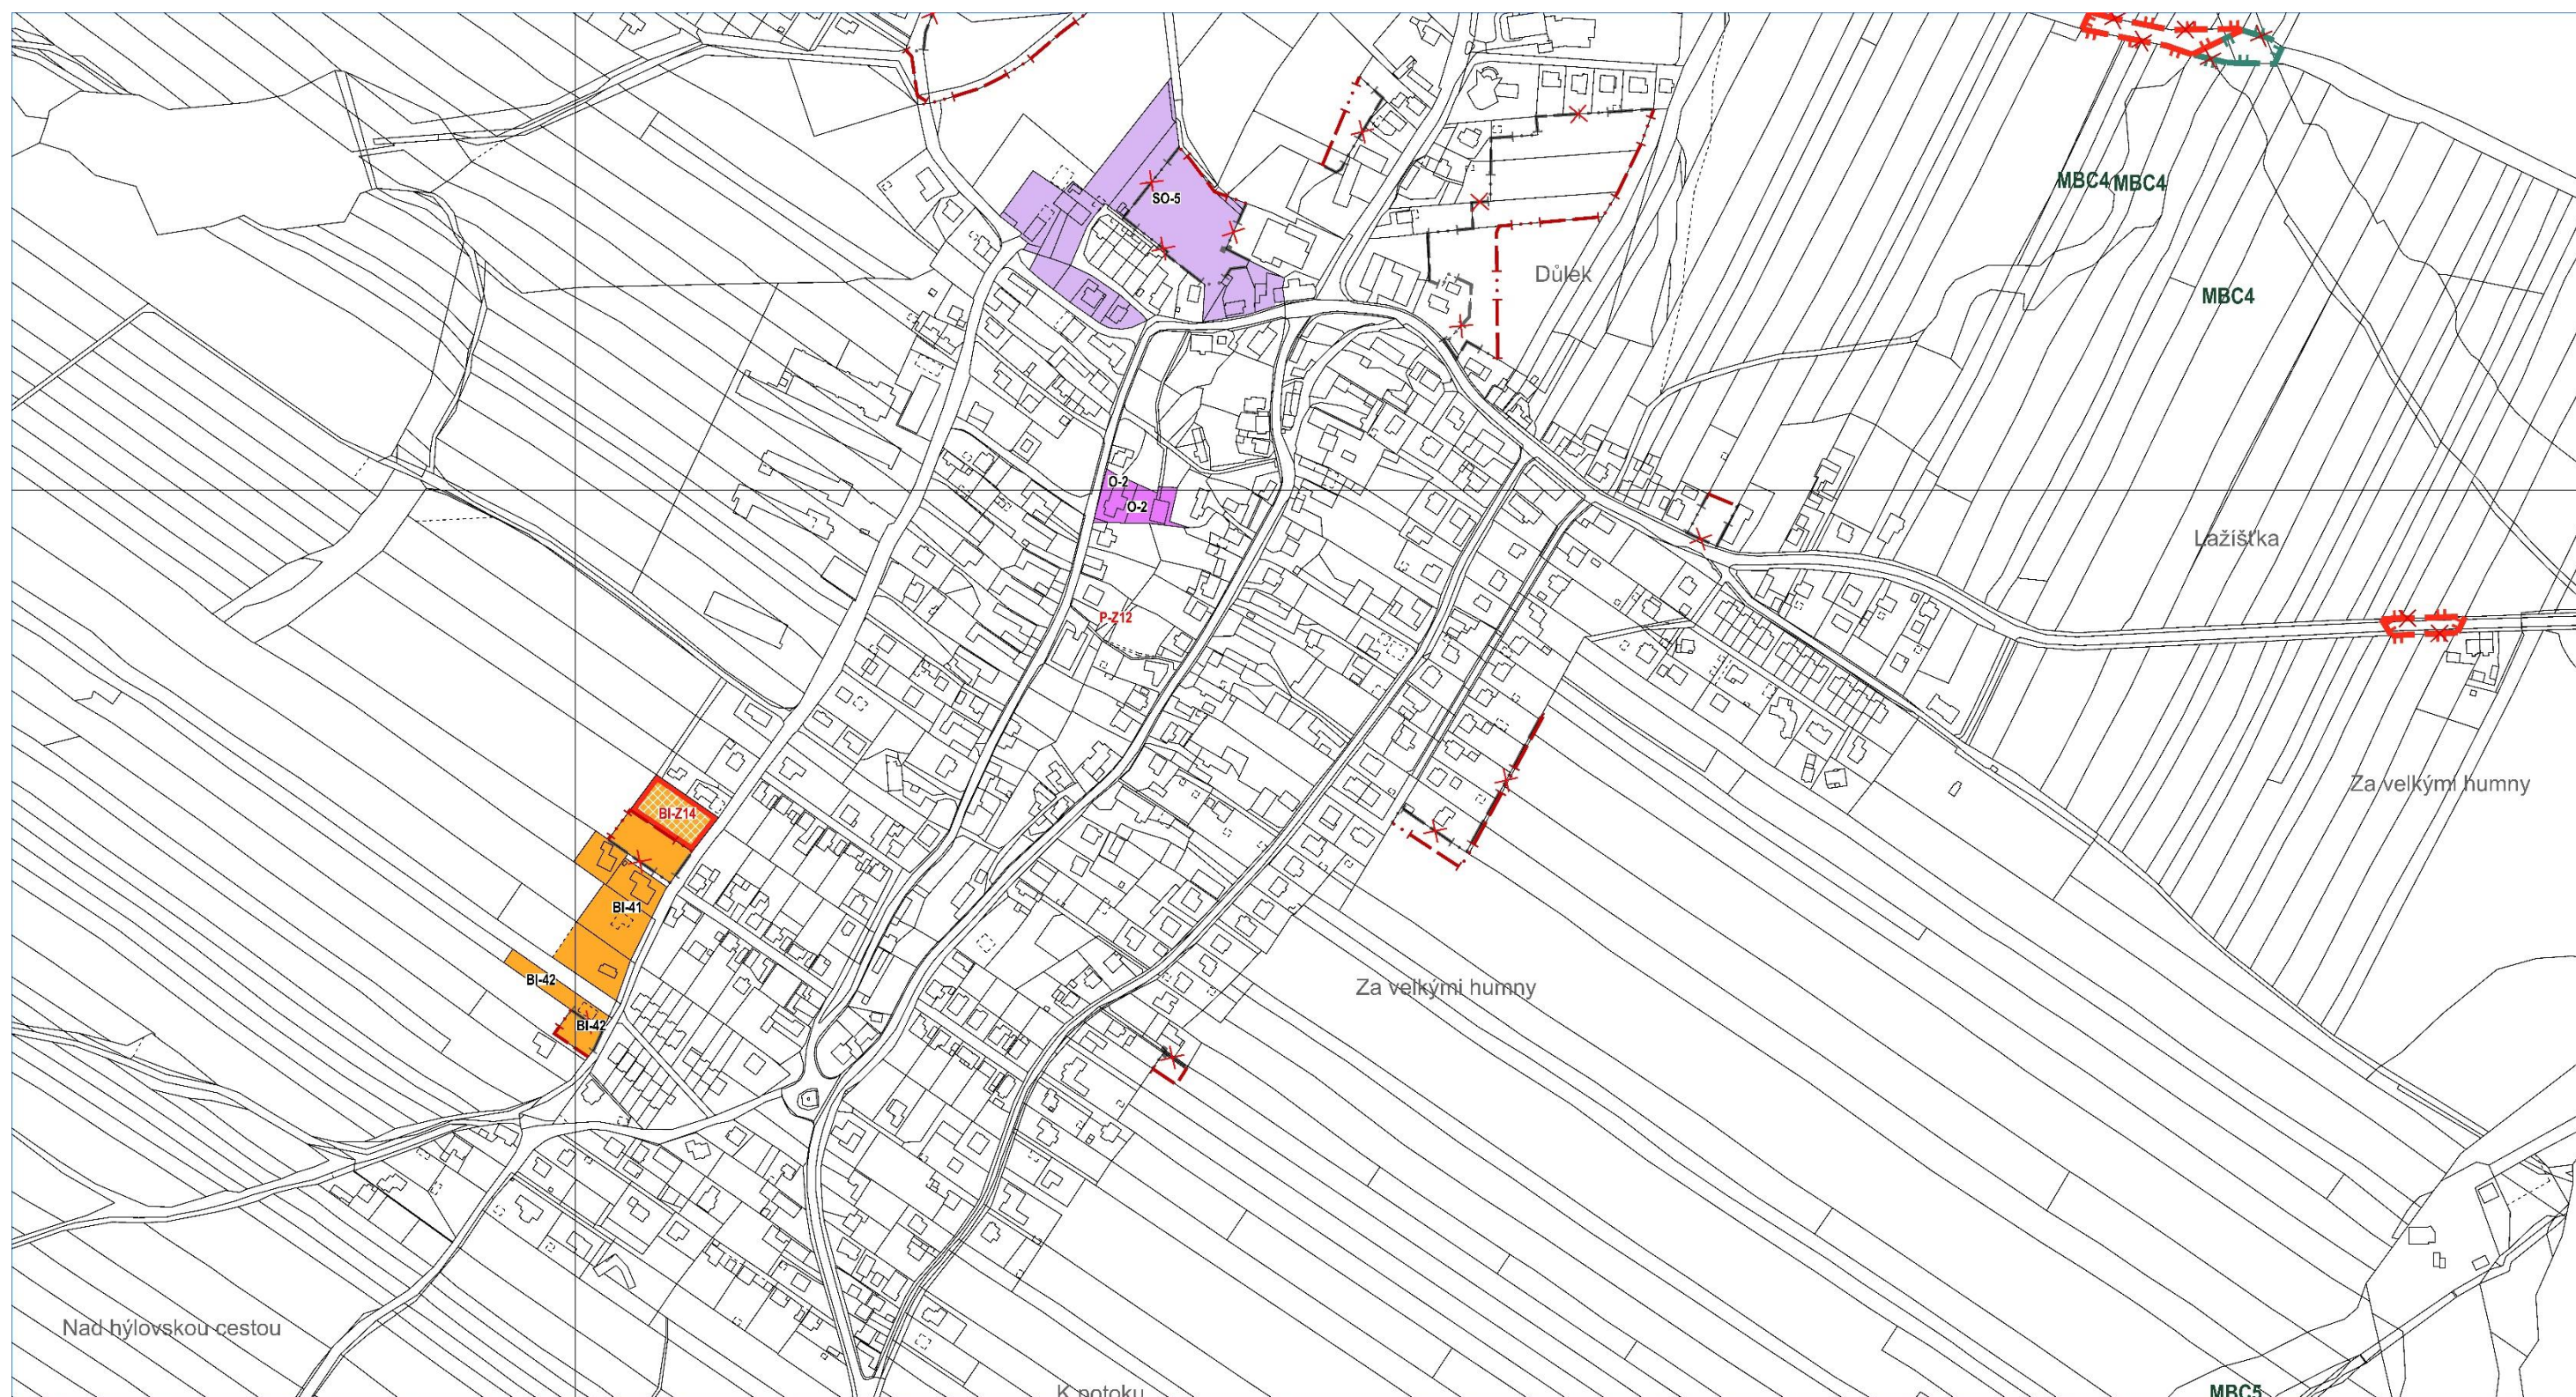 MBC4 MBC4
SO-5
Důlek
MBC4
O-2
O-2
Lažíšťka
P-Z12
Za velkými humny
BI-Z14
BI-41
BI-42
Za velkými humny
BI-42
Nad hýlovskou cestou
K potoku
MBC5